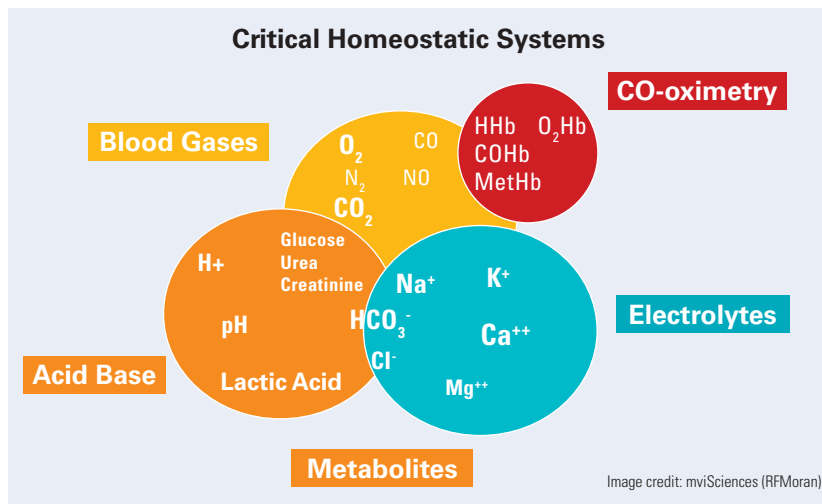 Critical Homeostatic Systems
CO-oximetry
Blood Gases
HHb O₂Hb
COHb
MetHb
O₂ CO
N₂ NO
CO₂
Glucose
Urea
Creatinine
H+
pH
Lactic Acid
Na⁺ K⁺
HCO₃⁻
Ca⁺⁺
Cl⁻
Mg⁺⁺
Electrolytes
Acid Base
Metabolites
Image credit: mviSciences (RFMoran)